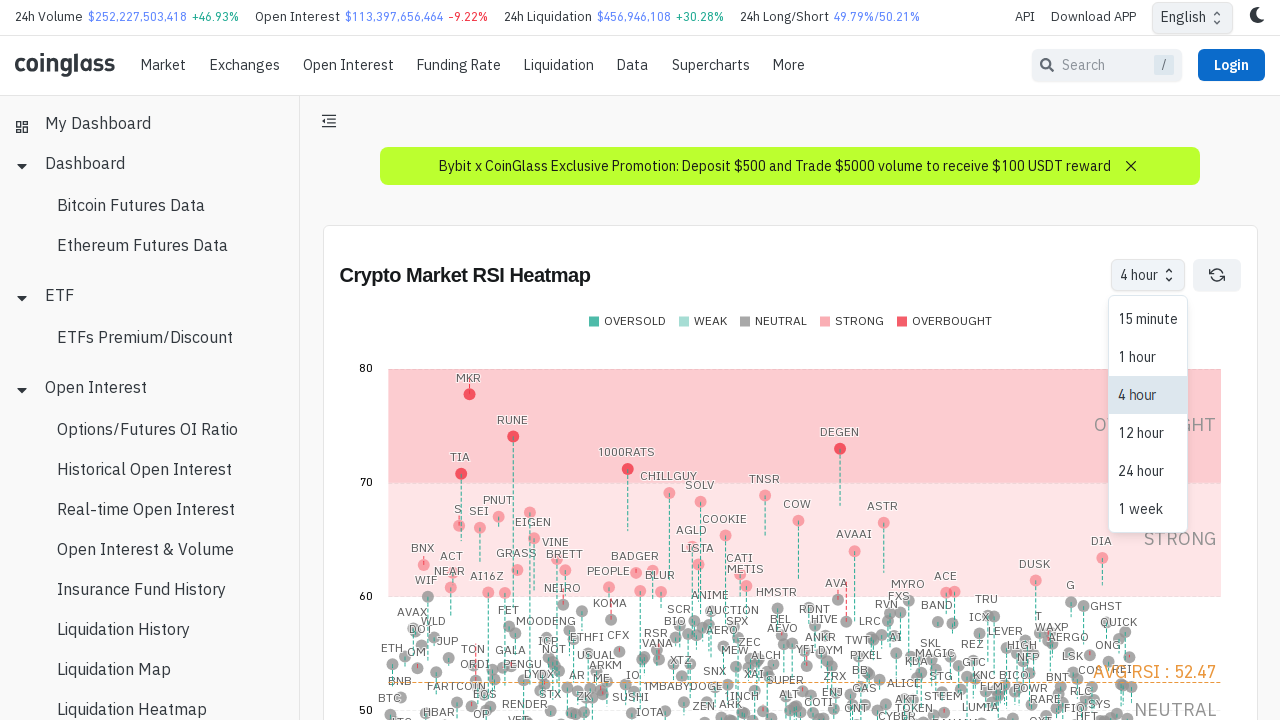 24h Volume $252,227,503,418 +46.93% Open Interest $113,397,656,464 -9.22% 24h Liquidation $456,946,108 +30.28% 24h Long/Short 49.79%/50.21% API Download APP English
coinglass Market Exchanges Open Interest Funding Rate Liquidation Data Supercharts More Search / Login
My Dashboard
Dashboard
Bitcoin Futures Data
Ethereum Futures Data
ETF
ETFs Premium/Discount
Open Interest
Options/Futures OI Ratio
Historical Open Interest
Real-time Open Interest
Open Interest & Volume
Insurance Fund History
Liquidation History
Liquidation Map
Liquidation Heatmap
Bybit x CoinGlass Exclusive Promotion: Deposit $500 and Trade $5000 volume to receive $100 USDT reward
Crypto Market RSI Heatmap
4 hour
15 minute
1 hour
4 hour
12 hour
24 hour
1 week
OVERSOLD WEAK NEUTRAL STRONG OVERBOUGHT
80
MKR
RUNE DEGEN
TIA 1000RATS
70
CHILLGUY SOLV TNSR
S SEI PNUT COW ASTR
EIGEN COOKIE
AGLD AVAAI
STRONG
BNX ACT GRASS VINE BRETT BADGER LISTA CATI DIA
WIF NEAR AI16Z PEOPLE BLUR METIS DUSK
60
NEIRO ANIME HMSTR AVA MYRO FXS ACE G
AVAX WLD FET KOMA SCR AUCTION RDNT RVN BAND TRU GHST
DOT MOODENG BIO SPX BEL HIVE LRC ICX T QUICK
ETH OM JUP ICP ETHFI CFX RSR AERO AEVO ANKR TWT AI LEVER WAXP AERGO
TON GALA NOT USUAL VANA ZEC YFI DYM SKL REZ HIGH ONG
ORDI PENGU ARKM XTZ MEW ALCH PIXEL KDA MAGIC GTC NFP LSK
BNB DYDX AR ME IO SNX XAI SUPER ZRX STG KNC BICO BNT
AVG RSI : 52.47
BTC FARTCOIN EOS STX ZK SUSHI 1MBABYDOGE 1INCH ALT ENJ GAS ALICE STEEM FLM POWR RLC
HBAR OP RENDER IOTA ZEN ARK COTI ONT AKT TOKEN LUMIA RARE SYS
50
NEUTRAL